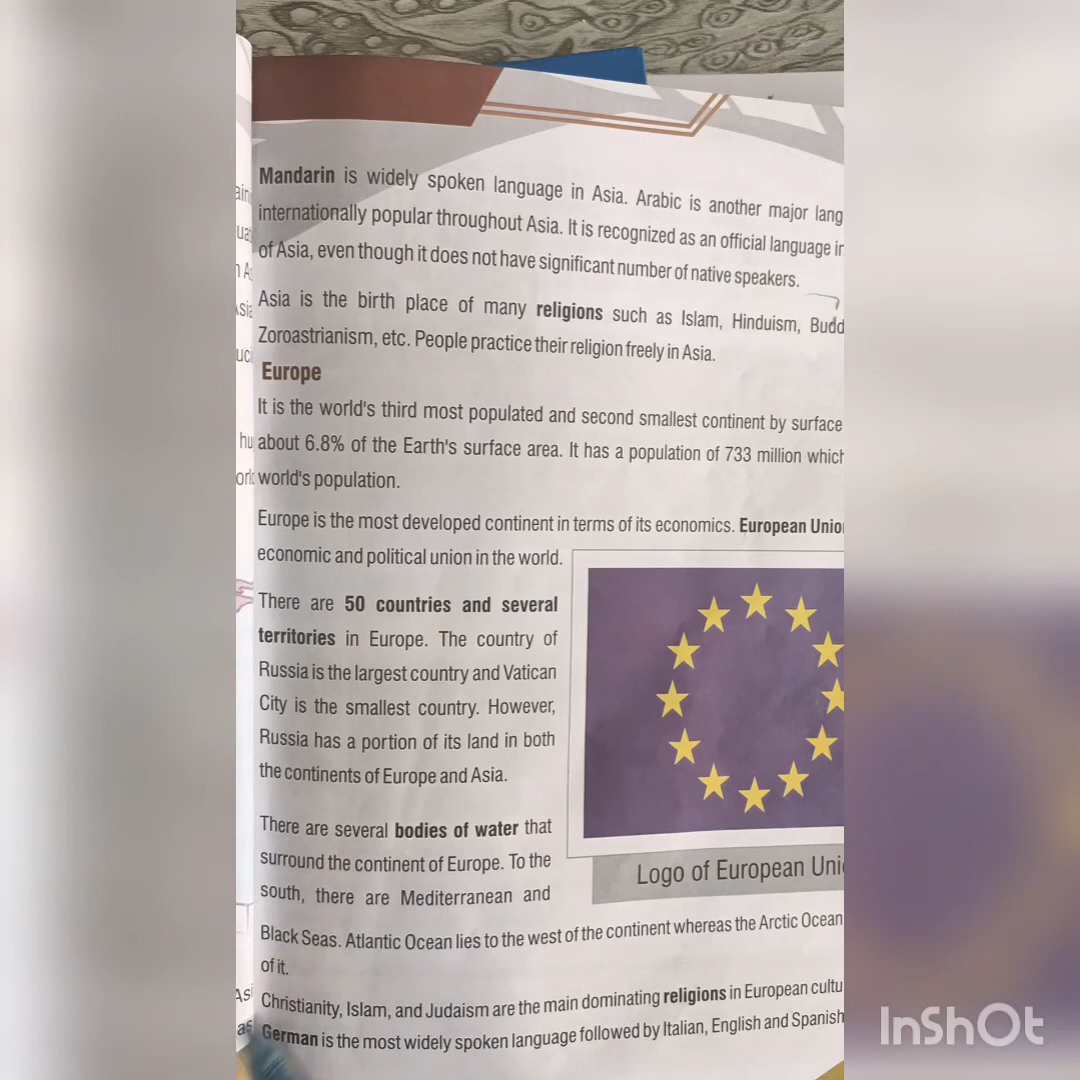 Mandarin is widely spoken language in Asia. Arabic is another major lang
internationally popular throughout Asia. It is recognized as an official language in
of Asia, even though it does not have significant number of native speakers.
Asia is the birth place of many religions such as Islam, Hinduism, Budd
Zoroastrianism, etc. People practice their religion freely in Asia.
Europe
It is the world's third most populated and second smallest continent by surface
about 6.8% of the Earth's surface area. It has a population of 733 million which
world's population.
Europe is the most developed continent in terms of its economics. European Unio
economic and political union in the world.
There are 50 countries and several
territories in Europe. The country of
Russia is the largest country and Vatican
City is the smallest country. However,
Russia has a portion of its land in both
the continents of Europe and Asia.
There are several bodies of water that
surround the continent of Europe. To the
south, there are Mediterranean and
Logo of European Uni
Black Seas. Atlantic Ocean lies to the west of the continent whereas the Arctic Ocean
of it.
Christianity, Islam, and Judaism are the main dominating religions in European cultu
German is the most widely spoken language followed by Italian, English and Spanish
InShOt